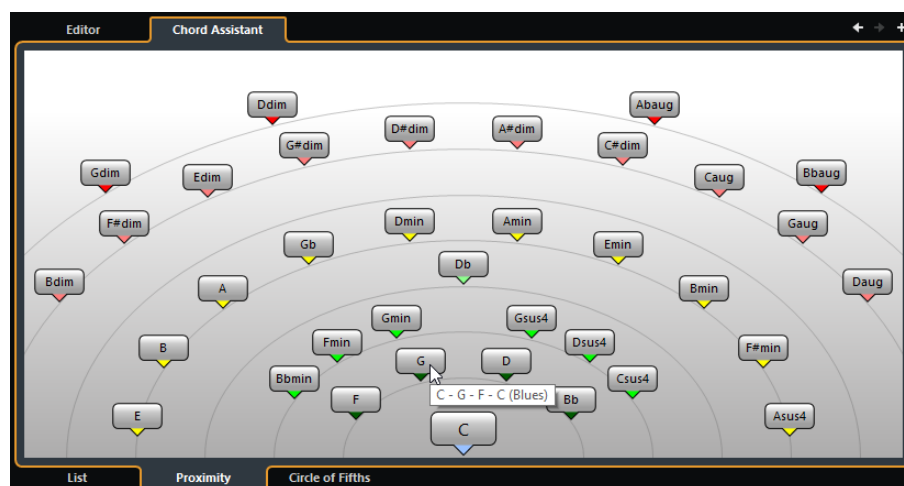 Editor
Chord Assistant
Ddim
Abaug
D#dim
A#dim
G#dim
C#dim
Gdim
Edim
Caug
Bbaug
F#dim
Dmin
Amin
Gaug
Gb
Emin
Db
Bdim
A
Bmin
Daug
Gmin
Gsus4
Fmin
Dsus4
B
F#min
G
D
Bbmin
Csus4
C - G - F - C (Blues)
F
Bb
E
Asus4
C
List
Proximity
Circle of Fifths